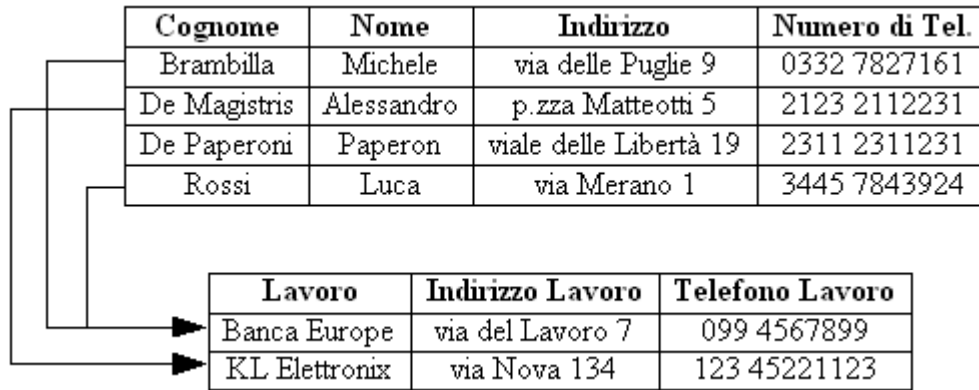 Cognome Nome Indirizzo Numero di Tel.
Brambilla Michele via delle Puglie 9 0332 7827161
De Magistris Alessandro p.zza Matteotti 5 2123 2112231
De Paperoni Paperon viale delle Libertà 19 2311 2311231
Rossi Luca via Merano 1 3445 7843924
Lavoro Indirizzo Lavoro Telefono Lavoro
Banca Europe via del Lavoro 7 099 4567899
KL Elettronix via Nova 134 123 45221123